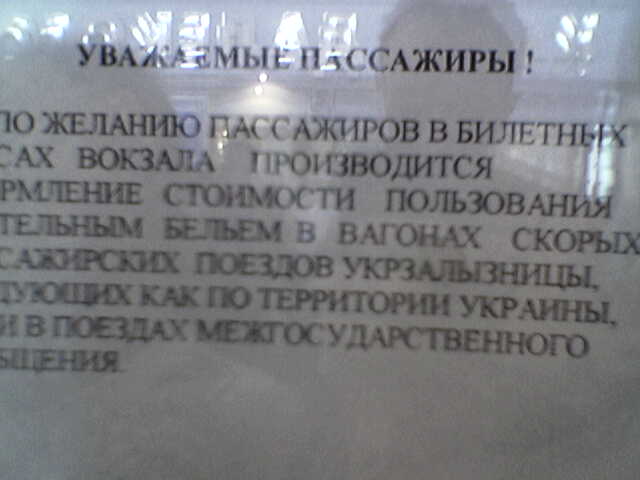 УВАЖАЕМЫЕ ПАССАЖИРЫ !
ПО ЖЕЛАНИЮ ПАССАЖИРОВ В БИЛЕТНЫХ
САХ ВОКЗАЛА ПРОИЗВОДИТСЯ
РМЛЕНИЕ СТОИМОСТИ ПОЛЬЗОВАНИЯ
ТЕЛЬНЫМ БЕЛЬЕМ В ВАГОНАХ СКОРЫХ
САЖИРСКИХ ПОЕЗДОВ УКРЗАЛЫЗНИЦЫ,
ДУЮЩИХ КАК ПО ТЕРРИТОРИИ УКРАИНЫ,
И В ПОЕЗДАХ МЕЖГОСУДАРСТВЕННОГО
БЩЕНИЯ.